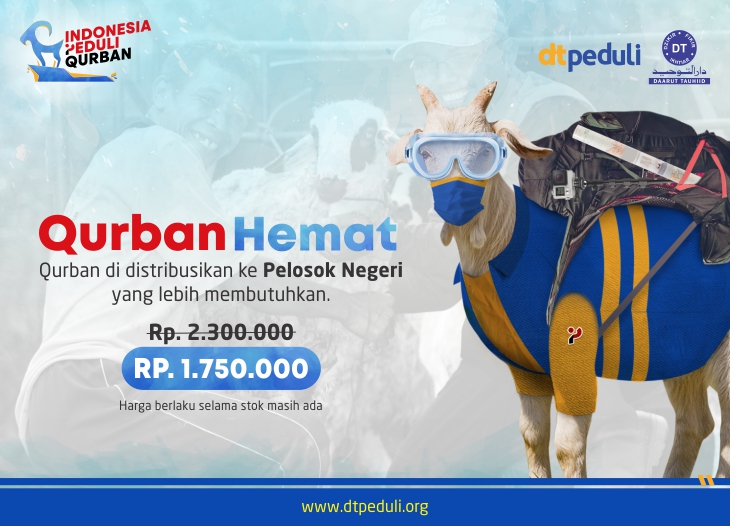 INDONESIA
PEDULI
QURBAN
dtpeduli
DZIKIR FIKIR IKHTIAR
DT
دارالتوحيد
DAARUT TAUHIID
Qurban Hemat
Qurban di distribusikan ke Pelosok Negeri
yang lebih membutuhkan.
Rp. 2.300.000
RP. 1.750.000
Harga berlaku selama stok masih ada
www.dtpeduli.org